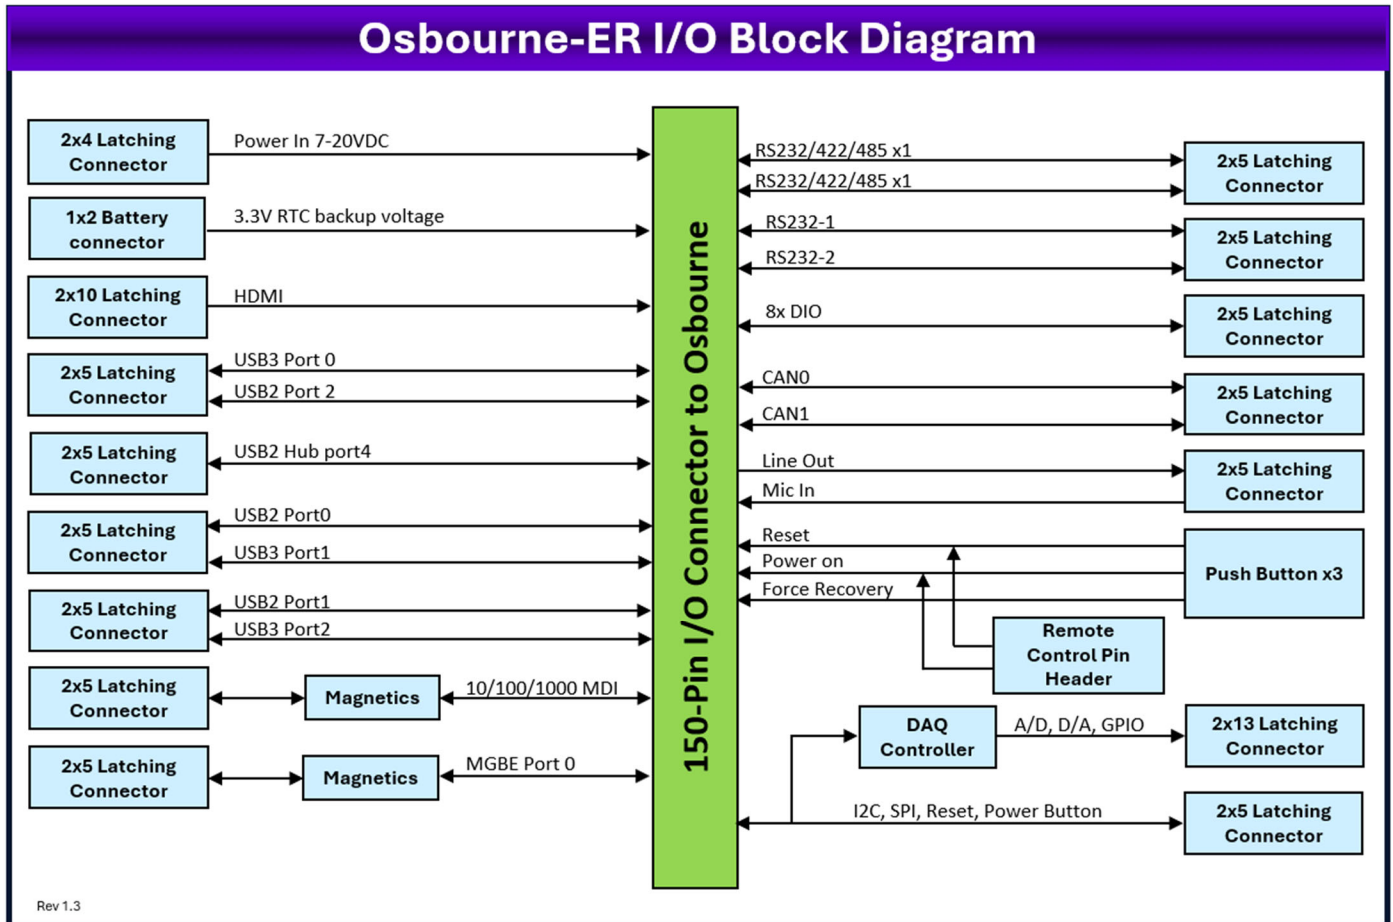 Osbourne-ER I/O Block Diagram
2x4 Latching
Connector
Power In 7-20VDC
1x2 Battery
connector
3.3V RTC backup voltage
2x10 Latching
Connector
HDMI
2x5 Latching
Connector
USB3 Port 0
USB2 Port 2
2x5 Latching
Connector
USB2 Hub port4
2x5 Latching
Connector
USB2 Port0
USB3 Port1
2x5 Latching
Connector
USB2 Port1
USB3 Port2
2x5 Latching
Connector
Magnetics
10/100/1000 MDI
2x5 Latching
Connector
Magnetics
MGBE Port 0
150-Pin I/O Connector to Osbourne
RS232/422/485 x1
RS232/422/485 x1
2x5 Latching
Connector
RS232-1
RS232-2
2x5 Latching
Connector
8x DIO
2x5 Latching
Connector
CAN0
CAN1
2x5 Latching
Connector
Line Out
Mic In
2x5 Latching
Connector
Reset
Power on
Force Recovery
Push Button x3
Remote
Control Pin
Header
DAQ
Controller
A/D, D/A, GPIO
2x13 Latching
Connector
I2C, SPI, Reset, Power Button
2x5 Latching
Connector
Rev 1.3